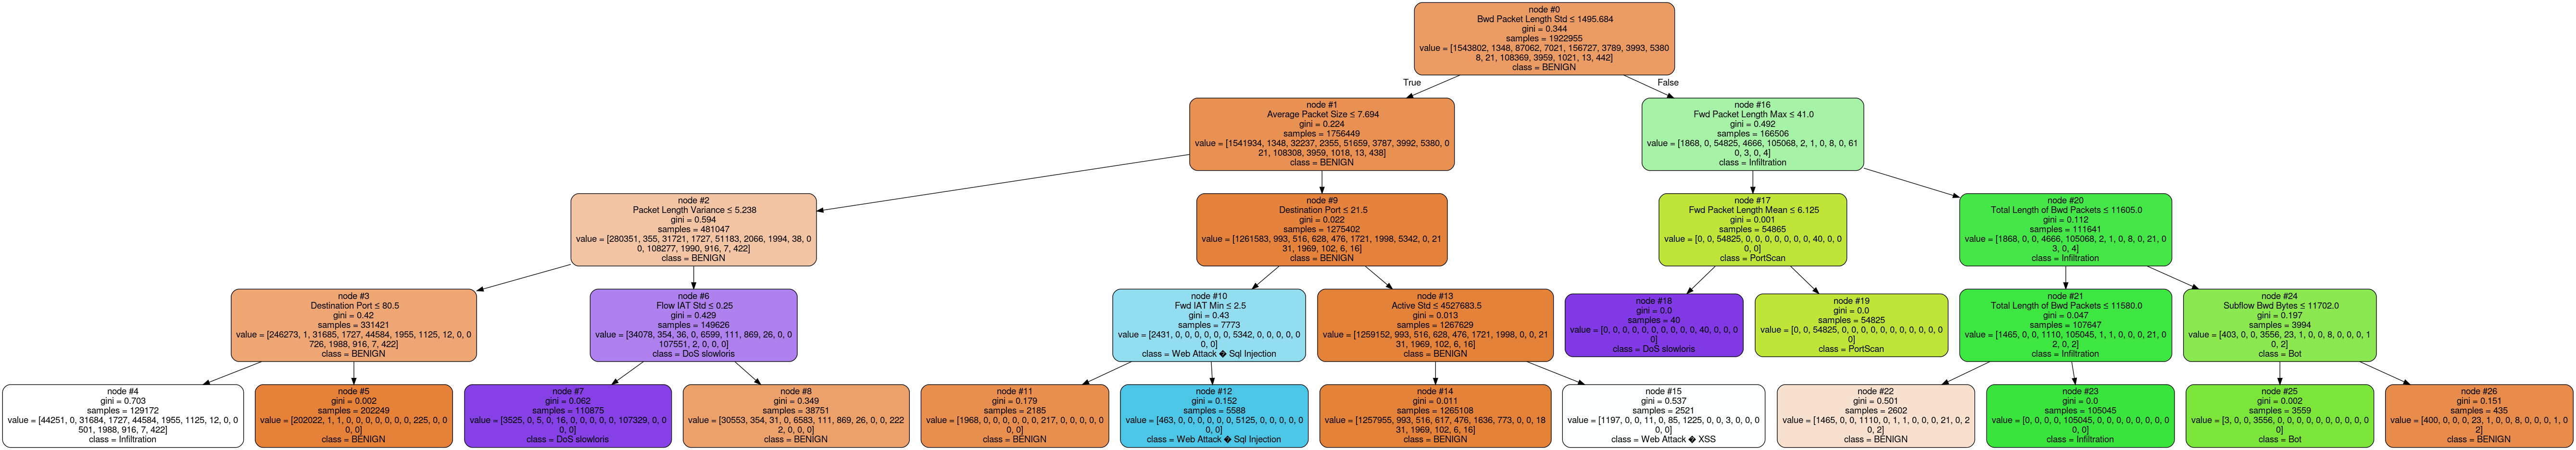 node #0
Bwd Packet Length Std ≤ 1495.684
gini = 0.344
samples = 1922955
value = [1543802, 1348, 87062, 7021, 156727, 3789, 3993, 5380
8, 21, 108369, 3959, 1021, 13, 442]
class = BENIGN
True
False
node #1
Average Packet Size ≤ 7.694
gini = 0.224
samples = 1756449
value = [1541934, 1348, 32237, 2355, 51659, 3787, 3992, 5380, 0
21, 108308, 3959, 1018, 13, 438]
class = BENIGN
node #16
Fwd Packet Length Max ≤ 41.0
gini = 0.492
samples = 166506
value = [1868, 0, 54825, 4666, 105068, 2, 1, 0, 8, 0, 61
0, 3, 0, 4]
class = Infiltration
node #2
Packet Length Variance ≤ 5.238
gini = 0.594
samples = 481047
value = [280351, 355, 31721, 1727, 51183, 2066, 1994, 38, 0
0, 108277, 1990, 916, 7, 422]
class = BENIGN
node #9
Destination Port ≤ 21.5
gini = 0.022
samples = 1275402
value = [1261583, 993, 516, 628, 476, 1721, 1998, 5342, 0, 21
31, 1969, 102, 6, 16]
class = BENIGN
node #17
Fwd Packet Length Mean ≤ 6.125
gini = 0.001
samples = 54865
value = [0, 0, 54825, 0, 0, 0, 0, 0, 0, 0, 40, 0, 0
0, 0]
class = PortScan
node #20
Total Length of Bwd Packets ≤ 11605.0
gini = 0.112
samples = 111641
value = [1868, 0, 0, 4666, 105068, 2, 1, 0, 8, 0, 21, 0
3, 0, 4]
class = Infiltration
node #3
Destination Port ≤ 80.5
gini = 0.42
samples = 331421
value = [246273, 1, 31685, 1727, 44584, 1955, 1125, 12, 0, 0
726, 1988, 916, 7, 422]
class = BENIGN
node #6
Flow IAT Std ≤ 0.25
gini = 0.429
samples = 149626
value = [34078, 354, 36, 0, 6599, 111, 869, 26, 0, 0
107551, 2, 0, 0, 0]
class = DoS slowloris
node #10
Fwd IAT Min ≤ 2.5
gini = 0.43
samples = 7773
value = [2431, 0, 0, 0, 0, 0, 0, 5342, 0, 0, 0, 0, 0
0, 0]
class = Web Attack � Sql Injection
node #13
Active Std ≤ 4527683.5
gini = 0.013
samples = 1267629
value = [1259152, 993, 516, 628, 476, 1721, 1998, 0, 0, 21
31, 1969, 102, 6, 16]
class = BENIGN
node #18
gini = 0.0
samples = 40
value = [0, 0, 0, 0, 0, 0, 0, 0, 0, 0, 40, 0, 0, 0
0]
class = DoS slowloris
node #19
gini = 0.0
samples = 54825
value = [0, 0, 54825, 0, 0, 0, 0, 0, 0, 0, 0, 0, 0, 0
0]
class = PortScan
node #21
Total Length of Bwd Packets ≤ 11580.0
gini = 0.047
samples = 107647
value = [1465, 0, 0, 1110, 105045, 1, 1, 0, 0, 0, 21, 0
2, 0, 2]
class = Infiltration
node #24
Subflow Bwd Bytes ≤ 11702.0
gini = 0.197
samples = 3994
value = [403, 0, 0, 3556, 23, 1, 0, 0, 8, 0, 0, 0, 1
0, 2]
class = Bot
node #4
gini = 0.703
samples = 129172
value = [44251, 0, 31684, 1727, 44584, 1955, 1125, 12, 0, 0
501, 1988, 916, 7, 422]
class = Infiltration
node #5
gini = 0.002
samples = 202249
value = [202022, 1, 1, 0, 0, 0, 0, 0, 0, 0, 225, 0, 0
0, 0]
class = BENIGN
node #7
gini = 0.062
samples = 110875
value = [3525, 0, 5, 0, 16, 0, 0, 0, 0, 0, 107329, 0, 0
0, 0]
class = DoS slowloris
node #8
gini = 0.349
samples = 38751
value = [30553, 354, 31, 0, 6583, 111, 869, 26, 0, 0, 222
2, 0, 0, 0]
class = BENIGN
node #11
gini = 0.179
samples = 2185
value = [1968, 0, 0, 0, 0, 0, 0, 217, 0, 0, 0, 0, 0
0, 0]
class = BENIGN
node #12
gini = 0.152
samples = 5588
value = [463, 0, 0, 0, 0, 0, 0, 5125, 0, 0, 0, 0, 0
0, 0]
class = Web Attack � Sql Injection
node #14
gini = 0.011
samples = 1265108
value = [1257955, 993, 516, 617, 476, 1636, 773, 0, 0, 18
31, 1969, 102, 6, 16]
class = BENIGN
node #15
gini = 0.537
samples = 2521
value = [1197, 0, 0, 11, 0, 85, 1225, 0, 0, 3, 0, 0, 0
0, 0]
class = Web Attack � XSS
node #22
gini = 0.501
samples = 2602
value = [1465, 0, 0, 1110, 0, 1, 1, 0, 0, 0, 21, 0, 2
0, 2]
class = BENIGN
node #23
gini = 0.0
samples = 105045
value = [0, 0, 0, 0, 105045, 0, 0, 0, 0, 0, 0, 0, 0
0, 0]
class = Infiltration
node #25
gini = 0.002
samples = 3559
value = [3, 0, 0, 3556, 0, 0, 0, 0, 0, 0, 0, 0, 0, 0
0]
class = Bot
node #26
gini = 0.151
samples = 435
value = [400, 0, 0, 0, 23, 1, 0, 0, 8, 0, 0, 0, 1, 0
2]
class = BENIGN